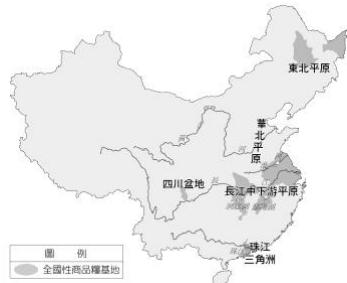 東北平原
華北
平
原
四川盆地
長江中下游平原
珠江
三角洲
圖 例
全國性商品糧基地